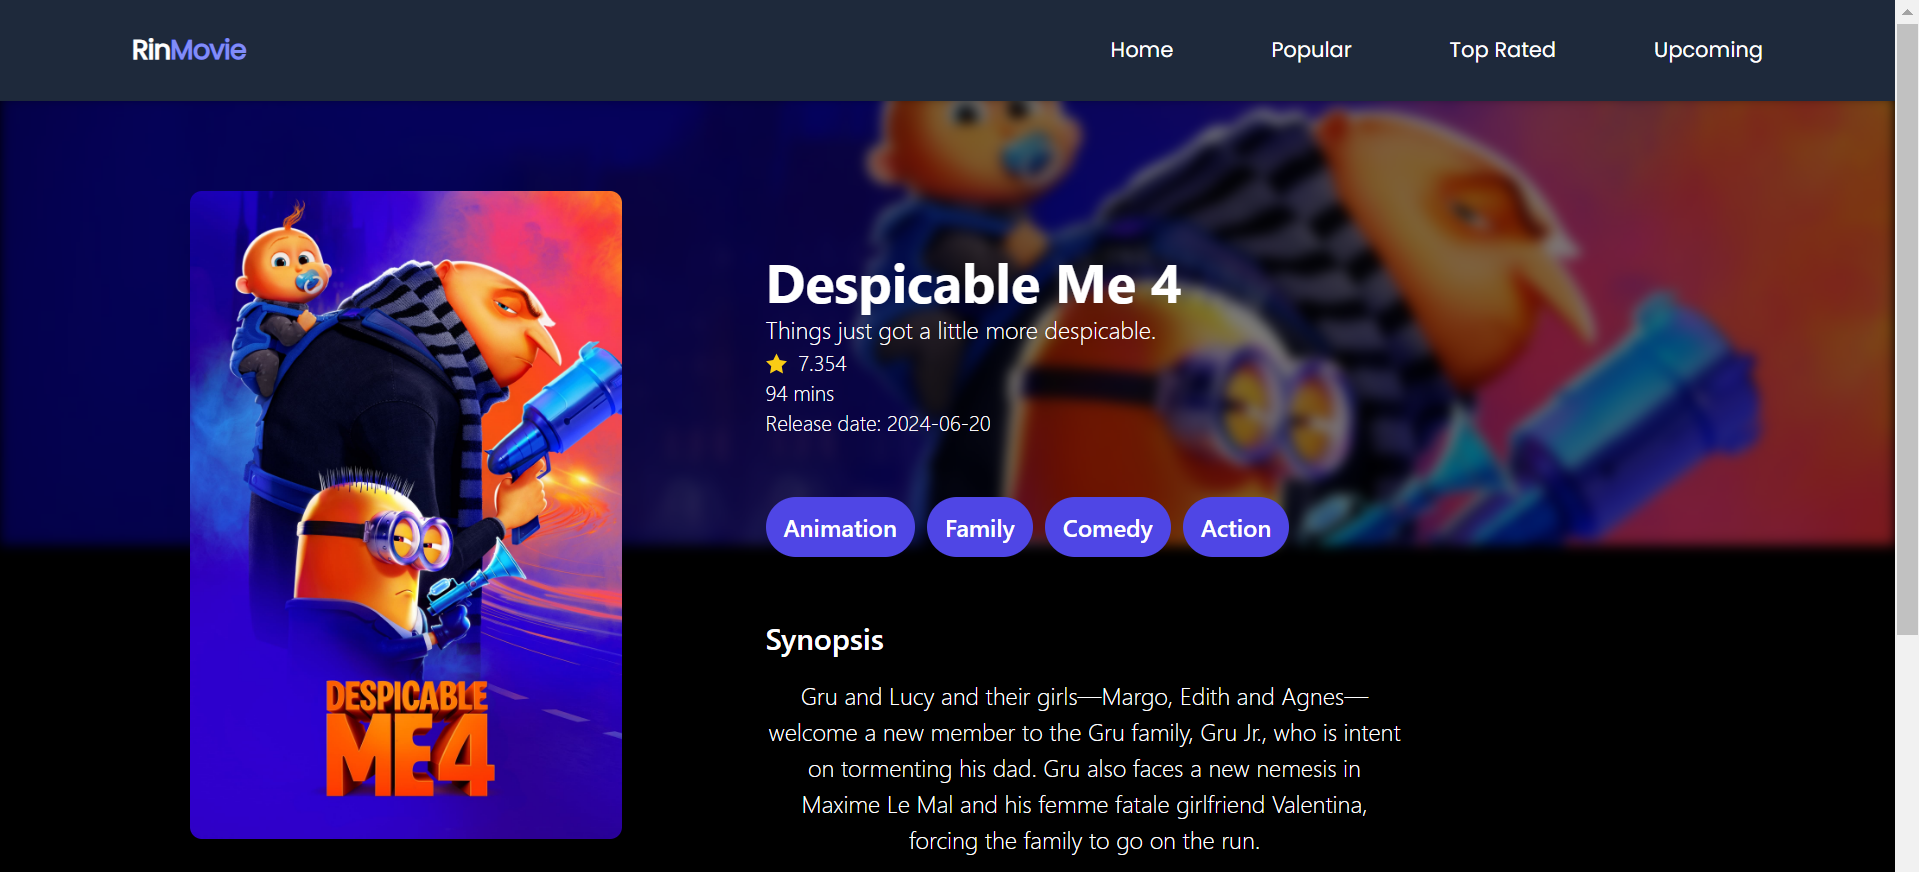 RinMovie
Home Popular Top Rated Upcoming
Despicable Me 4
Things just got a little more despicable.
7.354
94 mins
Release date: 2024-06-20
Animation Family Comedy Action
Synopsis
Gru and Lucy and their girls—Margo, Edith and Agnes—
welcome a new member to the Gru family, Gru Jr., who is intent
on tormenting his dad. Gru also faces a new nemesis in
Maxime Le Mal and his femme fatale girlfriend Valentina,
forcing the family to go on the run.
DESPICABLE
ME4